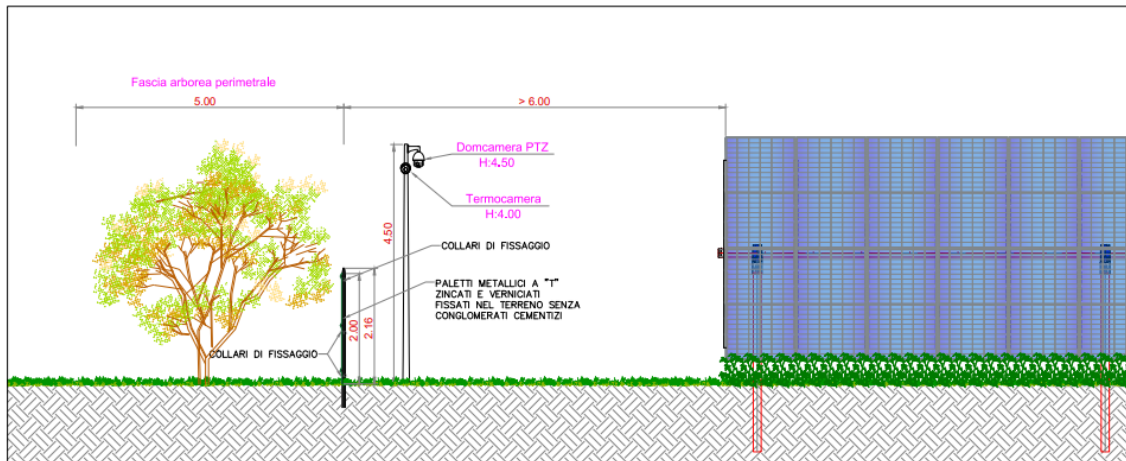 Fascia arborea perimetrale
5.00
> 6.00
Domcamera PTZ
H:4.50
Termocamera
H:4.00
4.50
COLLARI DI FISSAGGIO
PALETTI METALLICI A "T"
ZINCATI E VERNICIATI
FISSATI NEL TERRENO SENZA
CONGLOMERATI CEMENTIZI
2.00
2.16
COLLARI DI FISSAGGIO